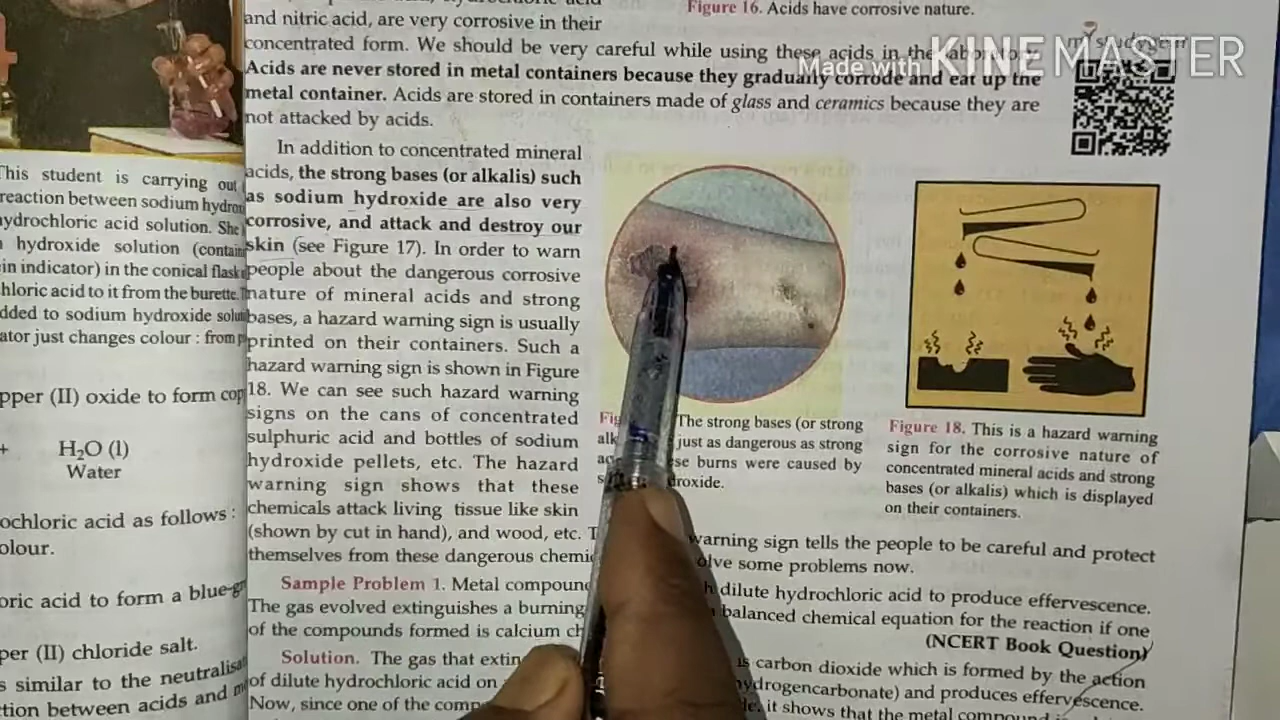 and nitric acid, are very corrosive in their
Figure 16. Acids have corrosive nature.
concentrated form. We should be very careful while using these acids in the
Acids are never stored in metal containers because they gradually corrode and eat up the
metal container. Acids are stored in containers made of glass and ceramics because they are
not attacked by acids.
my studygear
Made with KINEMASTER
In addition to concentrated mineral
acids, the strong bases (or alkalis) such
as sodium hydroxide are also very
corrosive, and attack and destroy our
skin (see Figure 17). In order to warn
people about the dangerous corrosive
nature of mineral acids and strong
bases, a hazard warning sign is usually
printed on their containers. Such a
hazard warning sign is shown in Figure
18. We can see such hazard warning
signs on the cans of concentrated
sulphuric acid and bottles of sodium
hydroxide pellets, etc. The hazard
warning sign shows that these
chemicals attack living tissue like skin
(shown by cut in hand), and wood, etc.
warning sign tells the people to be careful and protect
themselves from these dangerous
some problems now.
The strong bases (or strong
just as dangerous as strong
burns were caused by
Figure 18. This is a hazard warning
sign for the corrosive nature of
concentrated mineral acids and strong
bases (or alkalis) which is displayed
on their containers.
Sample Problem 1. Metal
dilute hydrochloric acid to produce effervescence.
The gas evolved extinguishes a burning
balanced chemical equation for the reaction if one
of the compounds formed is calcium
(NCERT Book Question)
Solution. The gas that
is carbon dioxide which is formed by the action
of dilute hydrochloric acid on
and produces effervescence.
Now, since one of the
it shows that the metal
This student is carrying out
reaction between sodium
hydrochloric acid solution. She
hydroxide solution
in indicator) in the conical flask
acid to it from the burette.
added to sodium hydroxide
just changes colour : from
(II) oxide to form
+ H₂O (l)
Water
acid as follows :
colour.
acid to form a
(II) chloride salt.
similar to the
between acids and